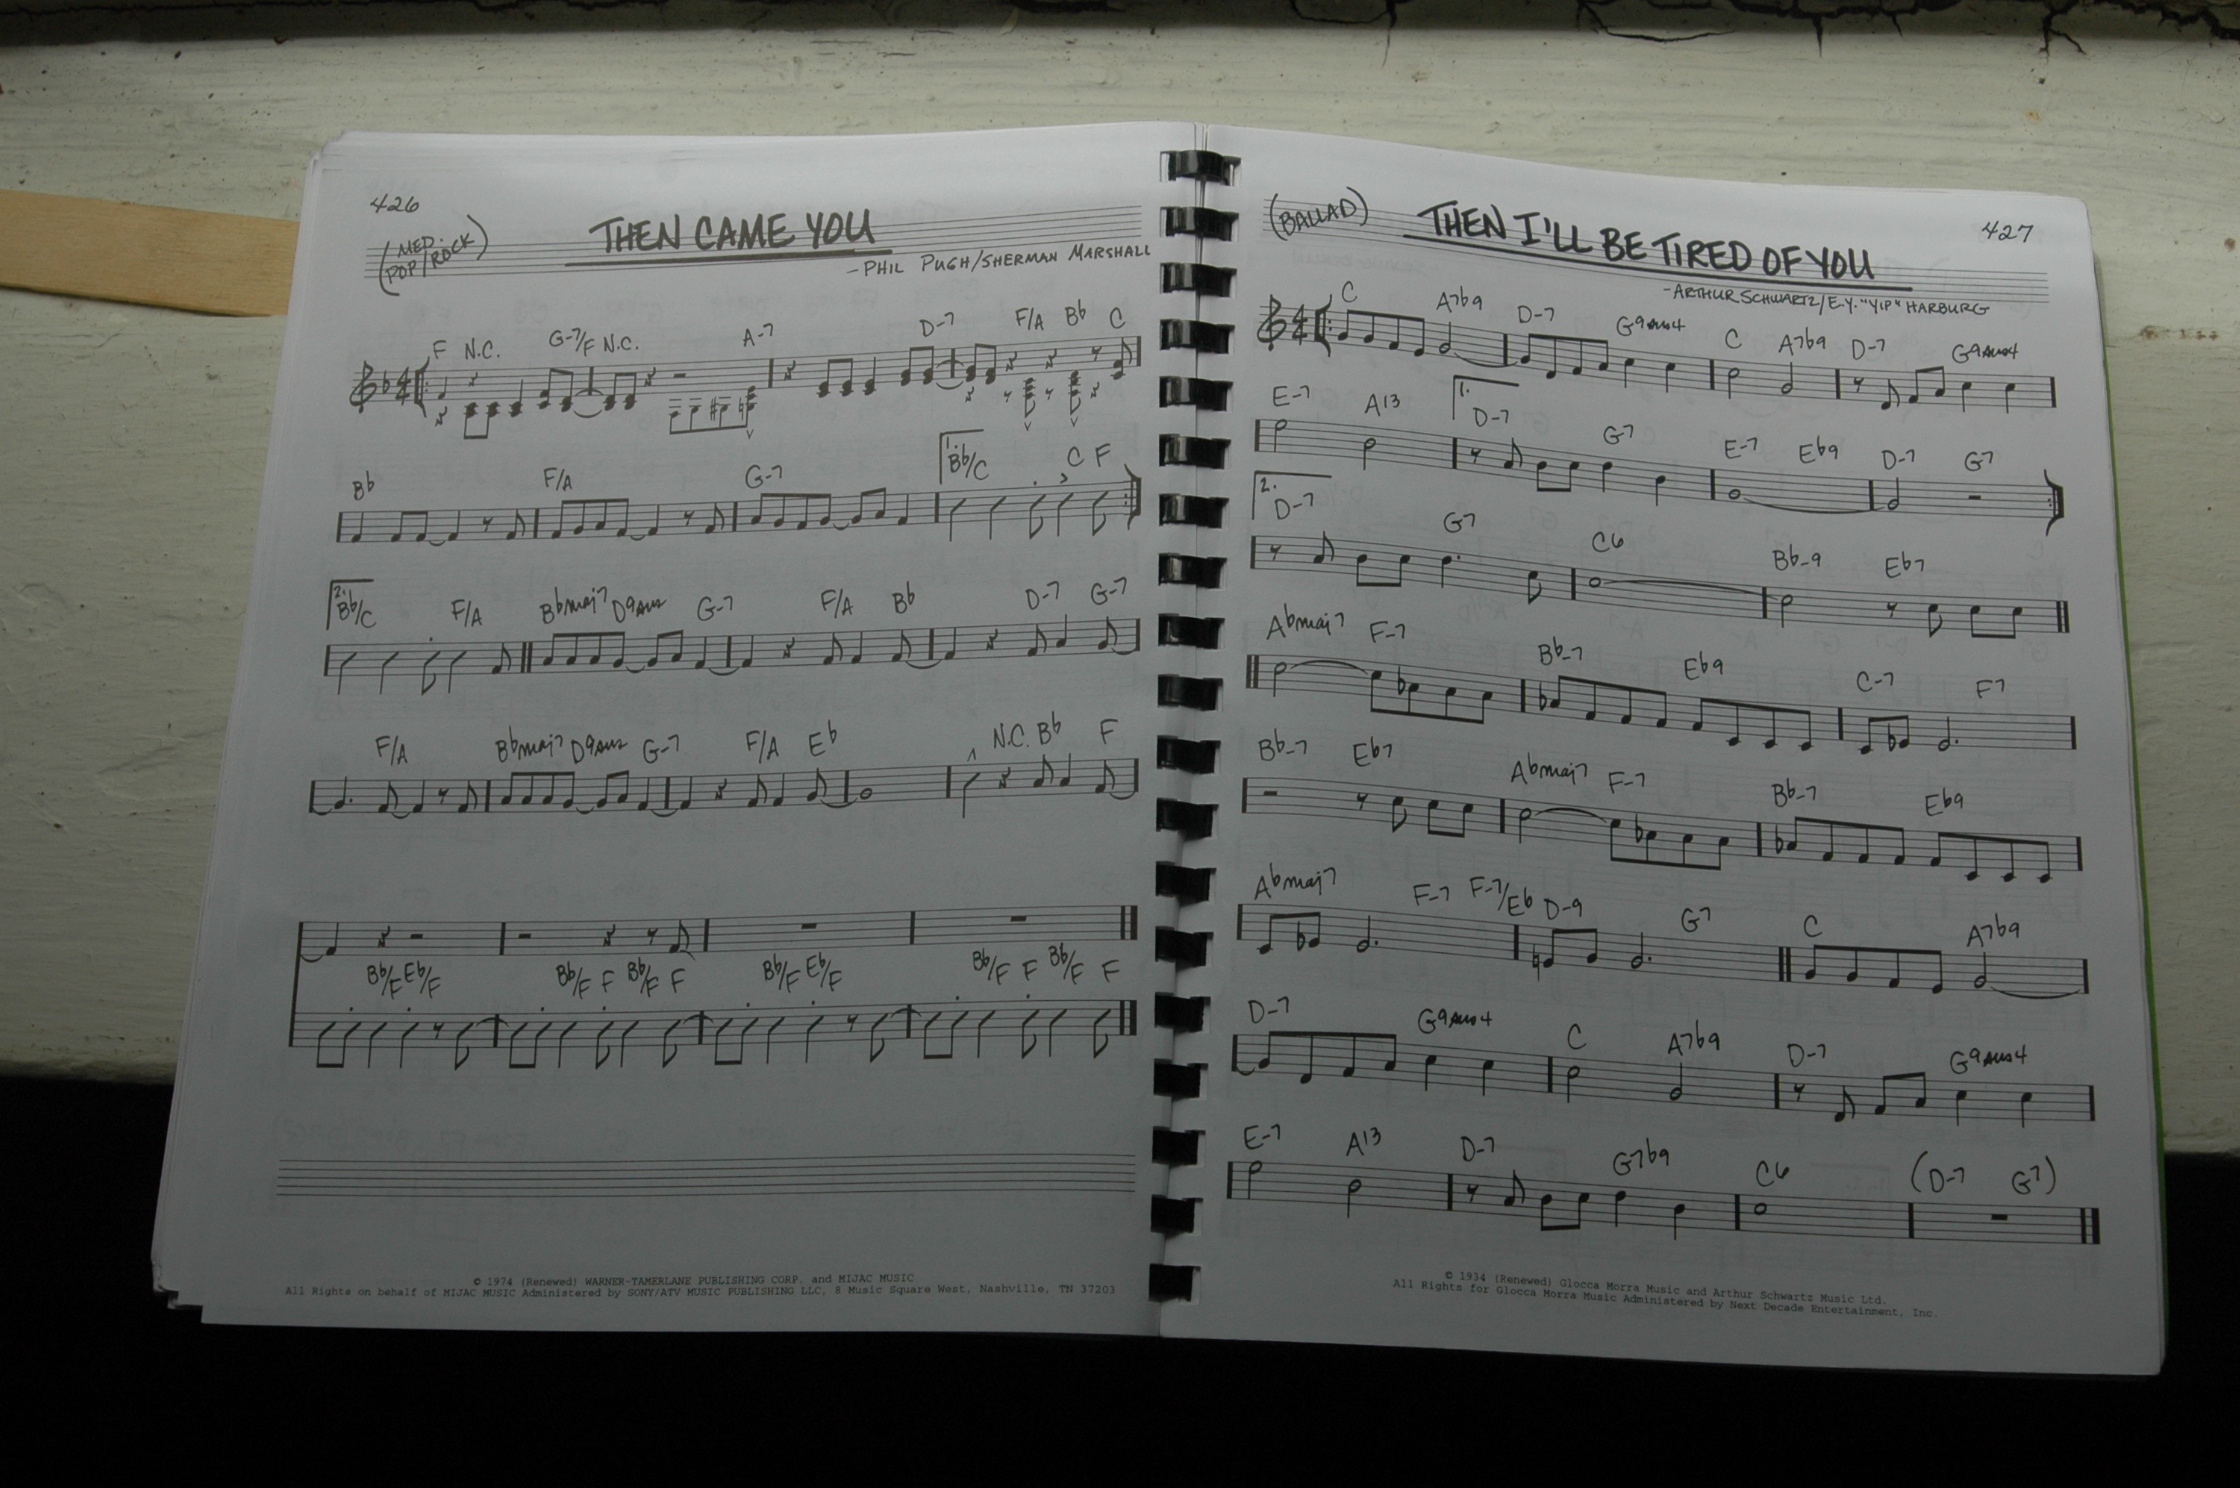 426
(MED. POP/ROCK)
THEN CAME YOU
-PHIL PUGH/SHERMAN MARSHALL
F N.C. G-7/F N.C. A-7 D-7 F/A Bb C
Bb F/A G-7 1. Bb/C C F
2. Bb/C F/A Bbmaj7 D9sus G-7 F/A Bb D-7 G-7
F/A Bbmaj7 D9sus G-7 F/A Eb N.C. Bb F
Bb/F Eb/F Bb/F F Bb/F F Bb/F Eb/F Bb/F F Bb/F F
© 1974 (Renewed) WARNER-TAMERLANE PUBLISHING CORP. and MIJAC MUSIC
All Rights on behalf of MIJAC MUSIC Administered by SONY/ATV MUSIC PUBLISHING LLC, 8 Music Square West, Nashville, TN 37203
(BALLAD)
THEN I'LL BE TIRED OF YOU
427
-ARTHUR SCHWARTZ/E.Y. "YIP" HARBURG
C A7b9 D-7 G9sus4 C A7b9 D-7 G9sus4
E-7 A13 1. D-7 G7 E-7 Eb9 D-7 G7
2. D-7 G7 C6 Bb-9 Eb7
Abmaj7 F-7 Bb-7 Eb9 C-7 F7
Bb-7 Eb7 Abmaj7 F-7 Bb-7 Eb9
Abmaj7 F-7 F-7/Eb D-9 G7 C A7b9
D-7 G9sus4 C A7b9 D-7 G9sus4
E-7 A13 D-7 G7b9 C6 (D-7 G7)
© 1934 (Renewed) Glocca Morra Music and Arthur Schwartz Music Ltd.
All Rights for Glocca Morra Music Administered by Next Decade Entertainment, Inc.